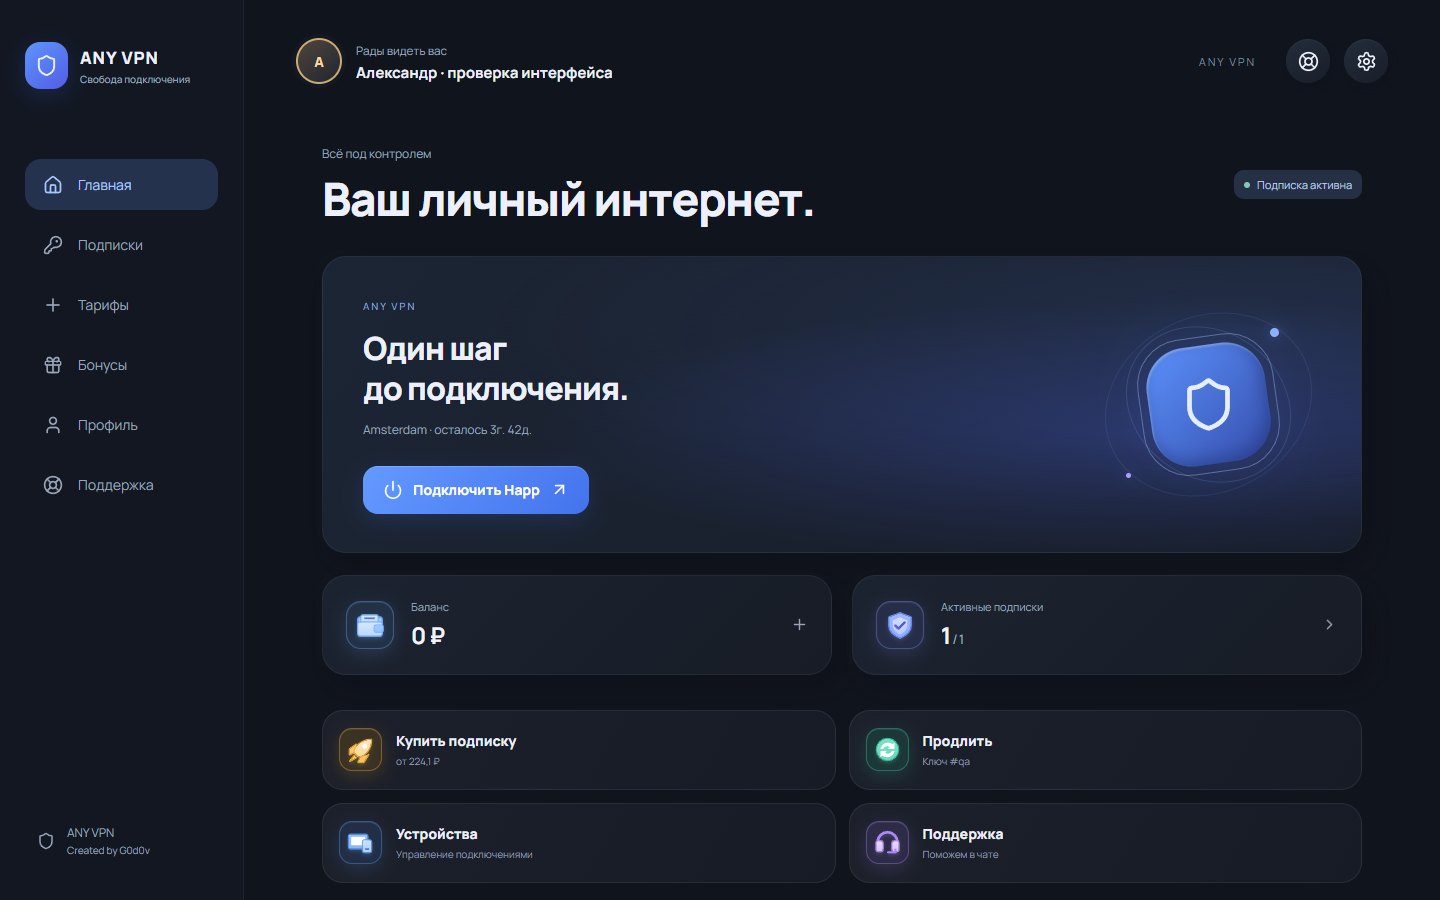 ANY VPN
Свобода подключения
Главная
Подписки
Тарифы
Бонусы
Профиль
Поддержка
ANY VPN
Created by G0d0v
A
Рады видеть вас
Александр · проверка интерфейса
ANY VPN
Всё под контролем
Ваш личный интернет.
Подписка активна
ANY VPN
Один шаг
до подключения.
Amsterdam · осталось 3г. 42д.
Подключить Happ
Баланс
0 ₽
Активные подписки
1 / 1
Купить подписку
от 224,1 ₽
Продлить
Ключ #qa
Устройства
Управление подключениями
Поддержка
Поможем в чате